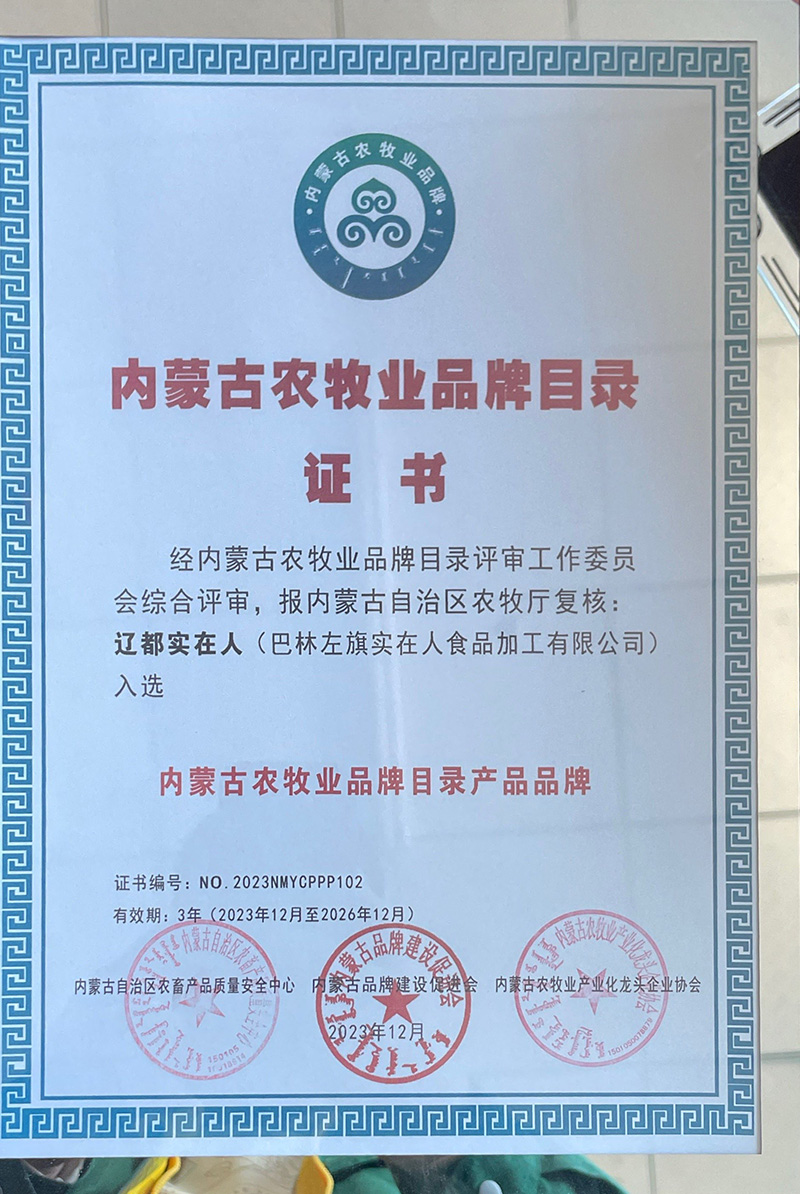 内蒙古农牧业品牌
内蒙古农牧业品牌目录
证 书
经内蒙古农牧业品牌目录评审工作委员
会综合评审，报内蒙古自治区农牧厅复核：
辽都实在人（巴林左旗实在人食品加工有限公司）
入选
内蒙古农牧业品牌目录产品品牌
证书编号：NO.2023NMYCPPP102
有效期：3年（2023年12月至2026年12月）
内蒙古自治区农畜产品质量安全中心 内蒙古品牌建设促进会 内蒙古农牧业产业化龙头企业协会
2023年12月